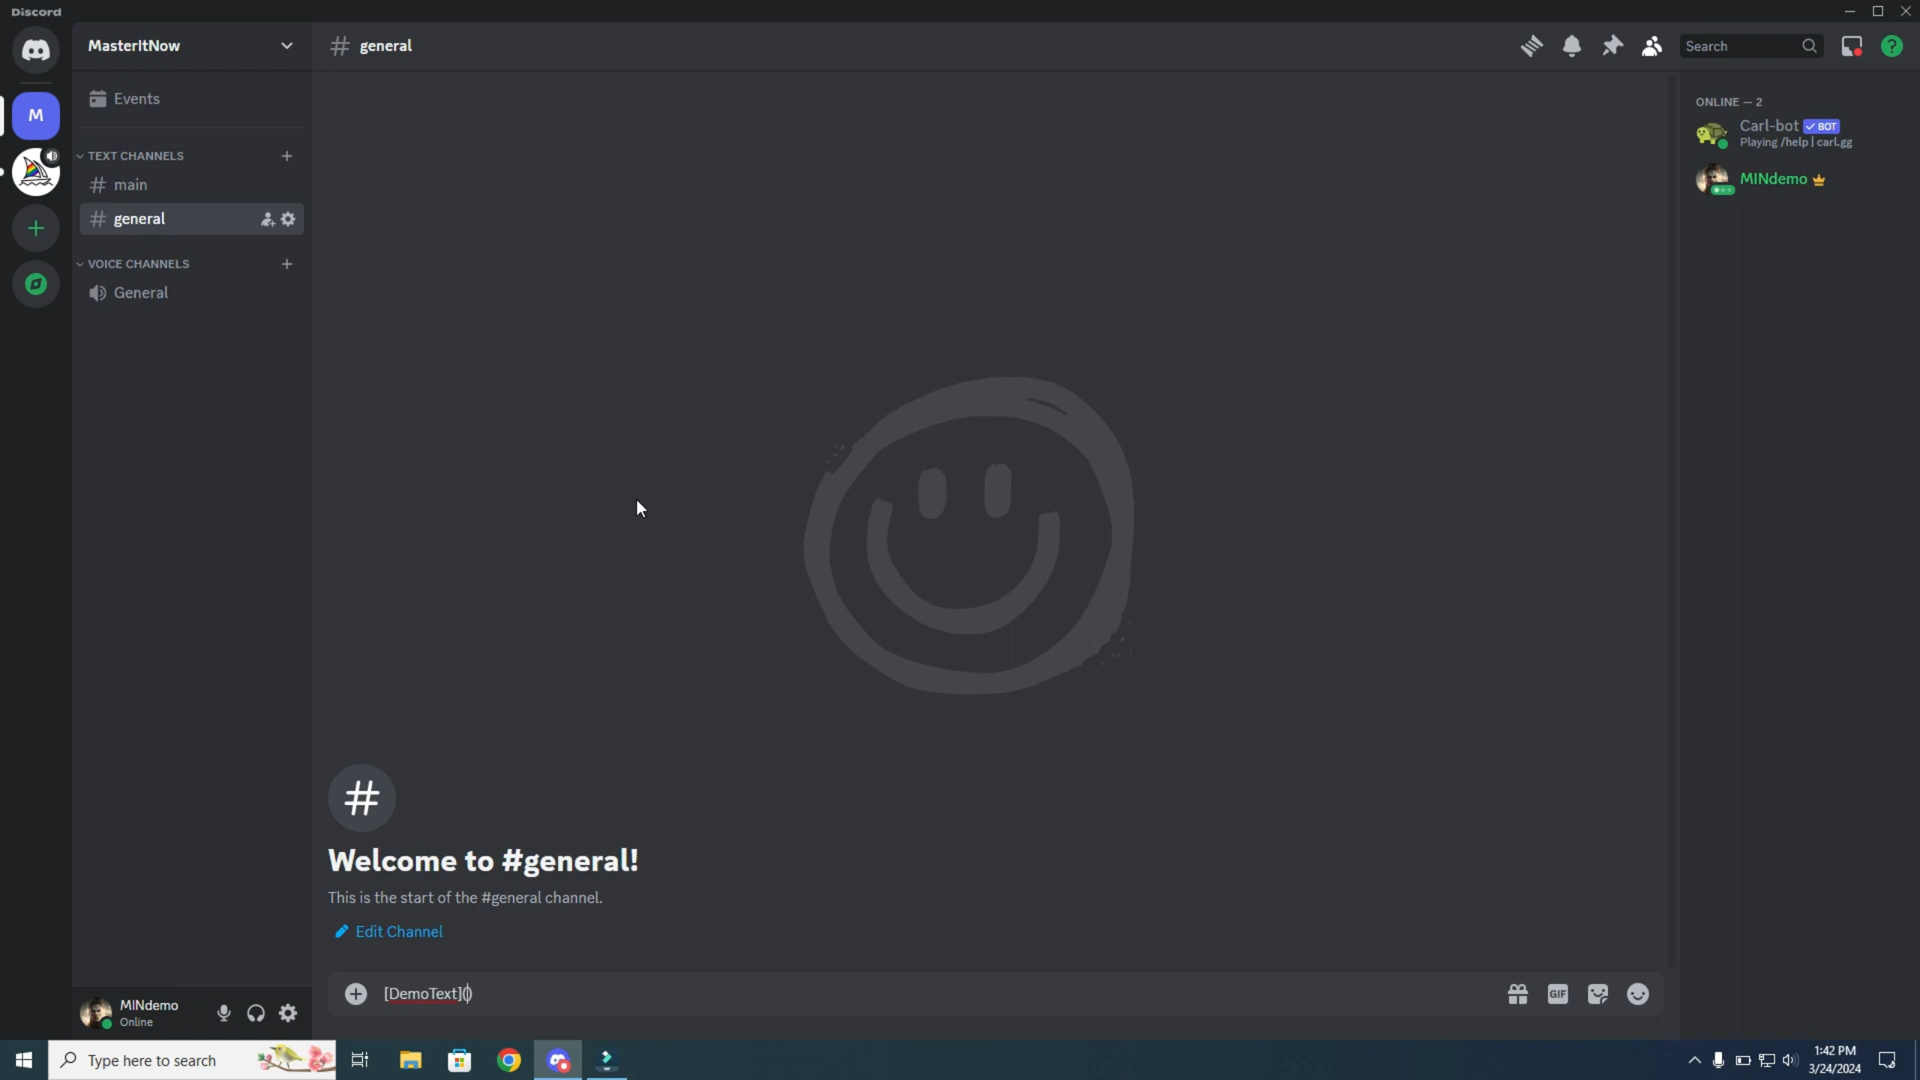 Discord
MasterItNow
general
Search
M
Events
TEXT CHANNELS
main
general
VOICE CHANNELS
General
ONLINE — 2
Carl-bot BOT
Playing /help | carl.gg
MINdemo
Welcome to #general!
This is the start of the #general channel.
Edit Channel
[DemoText]()
GIF
MINdemo
Online
Type here to search
1:42 PM
3/24/2024